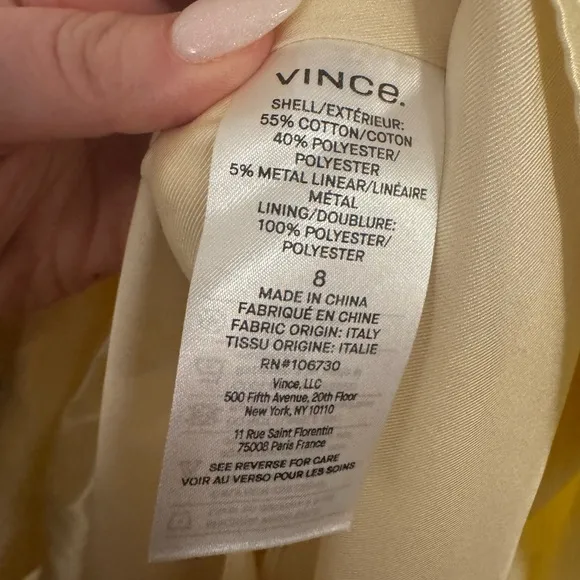 VINCe.
SHELL/EXTÉRIEUR:
55% COTTON/COTON
40% POLYESTER/
POLYESTER
5% METAL LINEAR/LINÉAIRE
MÉTAL
LINING/DOUBLURE:
100% POLYESTER/
POLYESTER
8
MADE IN CHINA
FABRIQUÉ EN CHINE
FABRIC ORIGIN: ITALY
TISSU ORIGINE: ITALIE
RN#106730
Vince, LLC
500 Fifth Avenue, 20th Floor
New York, NY 10110
11 Rue Saint Florentin
75008 Paris France
SEE REVERSE FOR CARE
VOIR AU VERSO POUR LES SOINS